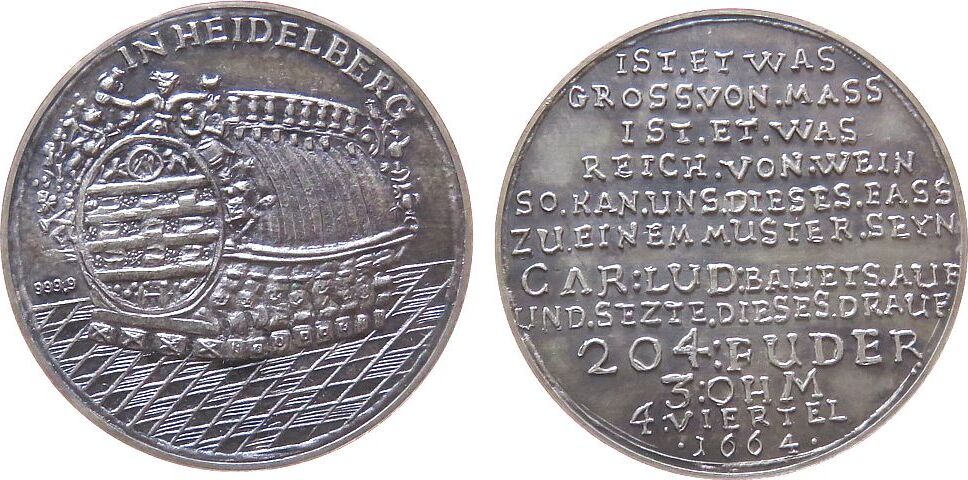 IN HEIDELBERG
999,9
IST.ETWAS
GROSS.VON.MASS
IST.ET.WAS
REICH.VON.WEIN
SO.KAN.UNS.DIESES.FASS
ZU.EINEM MUSTER.SEYN
CAR:LUD:BAUETS.AUF
UND.SEZTE.DIESES.DRAUF
204:FUDER
3:OHM
4.VIERTEL
·1664·